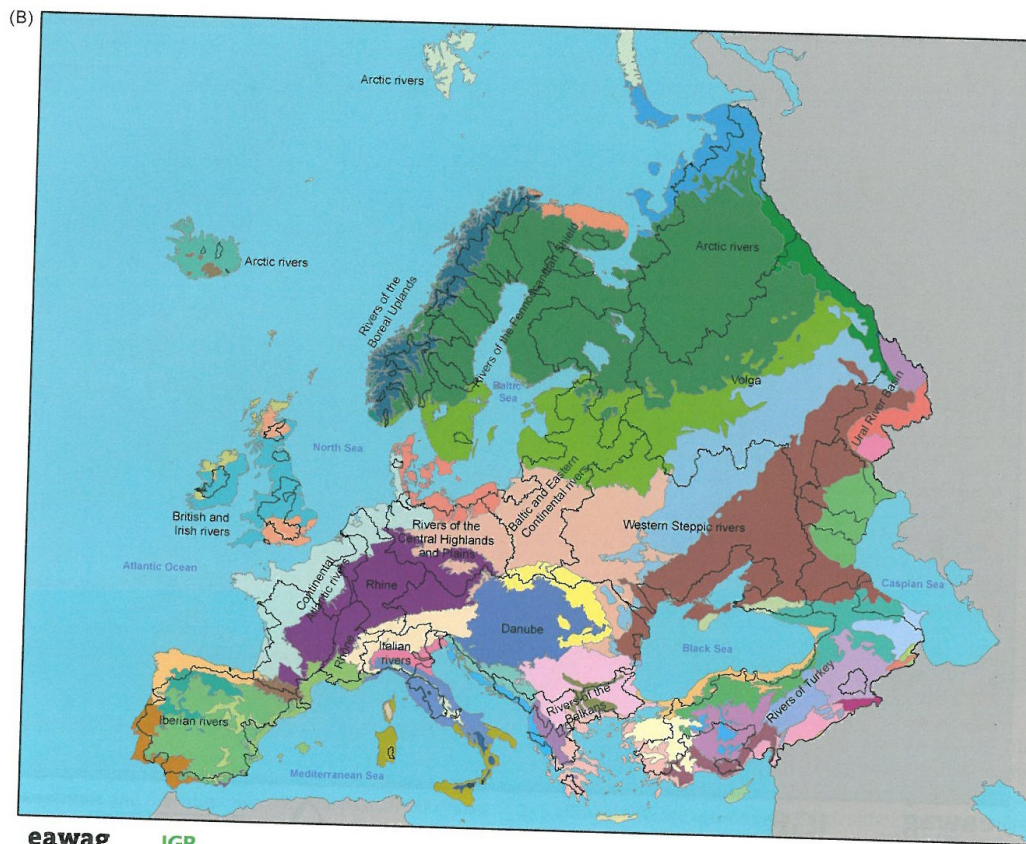 (B)
Arctic rivers
Arctic rivers
Arctic rivers
Rivers of the
Boreal Uplands
Rivers of the Fennoscandian Shield
Baltic
Sea
Volga
Ural River Basin
North Sea
British and
Irish rivers
Atlantic Ocean
Continental
Atlantic rivers
Rivers of the
Central Highlands
and Plains
Baltic and Eastern
Continental rivers
Western Steppic rivers
Caspian Sea
Rhine
Rhone
Danube
Italian
rivers
Black Sea
Iberian rivers
Rivers of the
Balkans
Rivers of Turkey
Mediterranean Sea
eawag
IGB